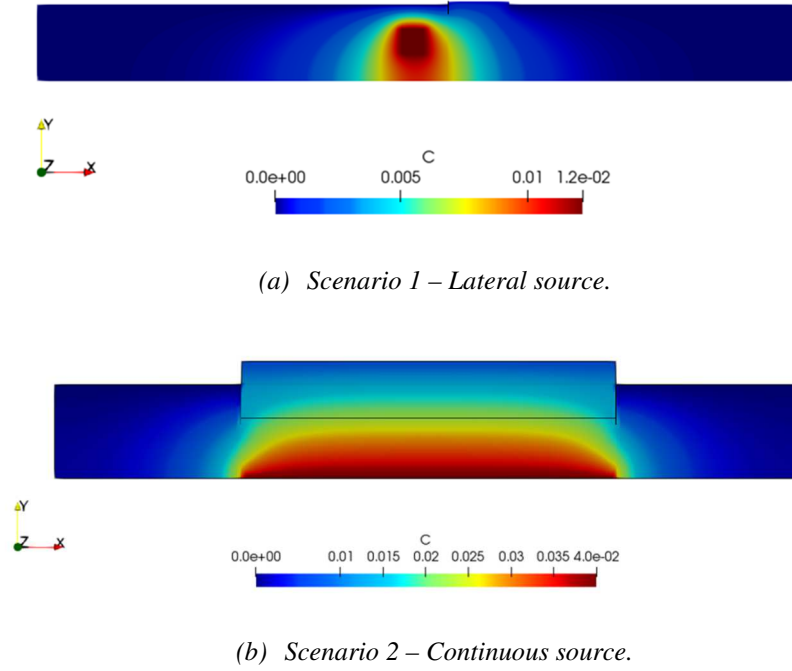 Y
Z X
C
0.0e+00 0.005 0.01 1.2e-02
(a) Scenario 1 – Lateral source.
Y
Z X
C
0.0e+00 0.01 0.015 0.02 0.025 0.03 0.035 4.0e-02
(b) Scenario 2 – Continuous source.